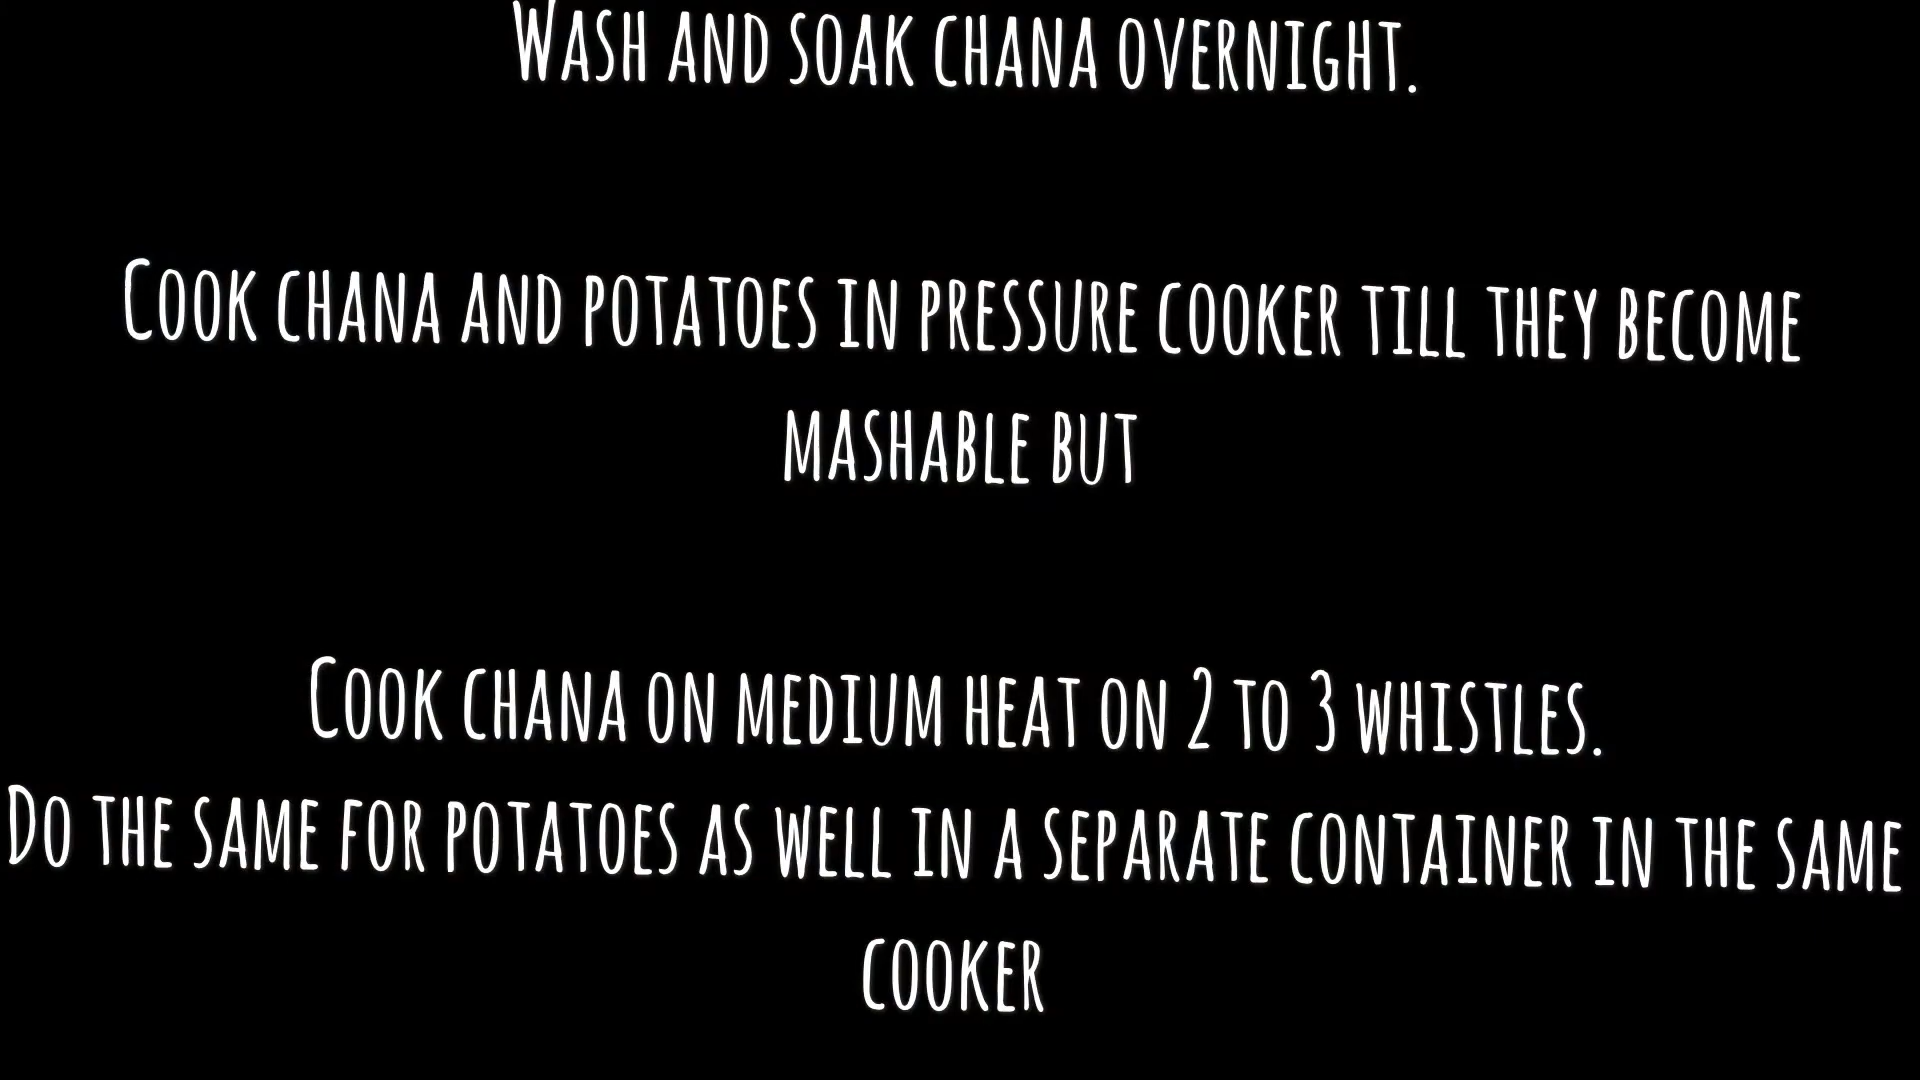 Wash and soak chana overnight.
Cook chana and potatoes in pressure cooker till they become
mashable but
Cook chana on medium heat on 2 to 3 whistles.
Do the same for potatoes as well in a separate container in the same
cooker